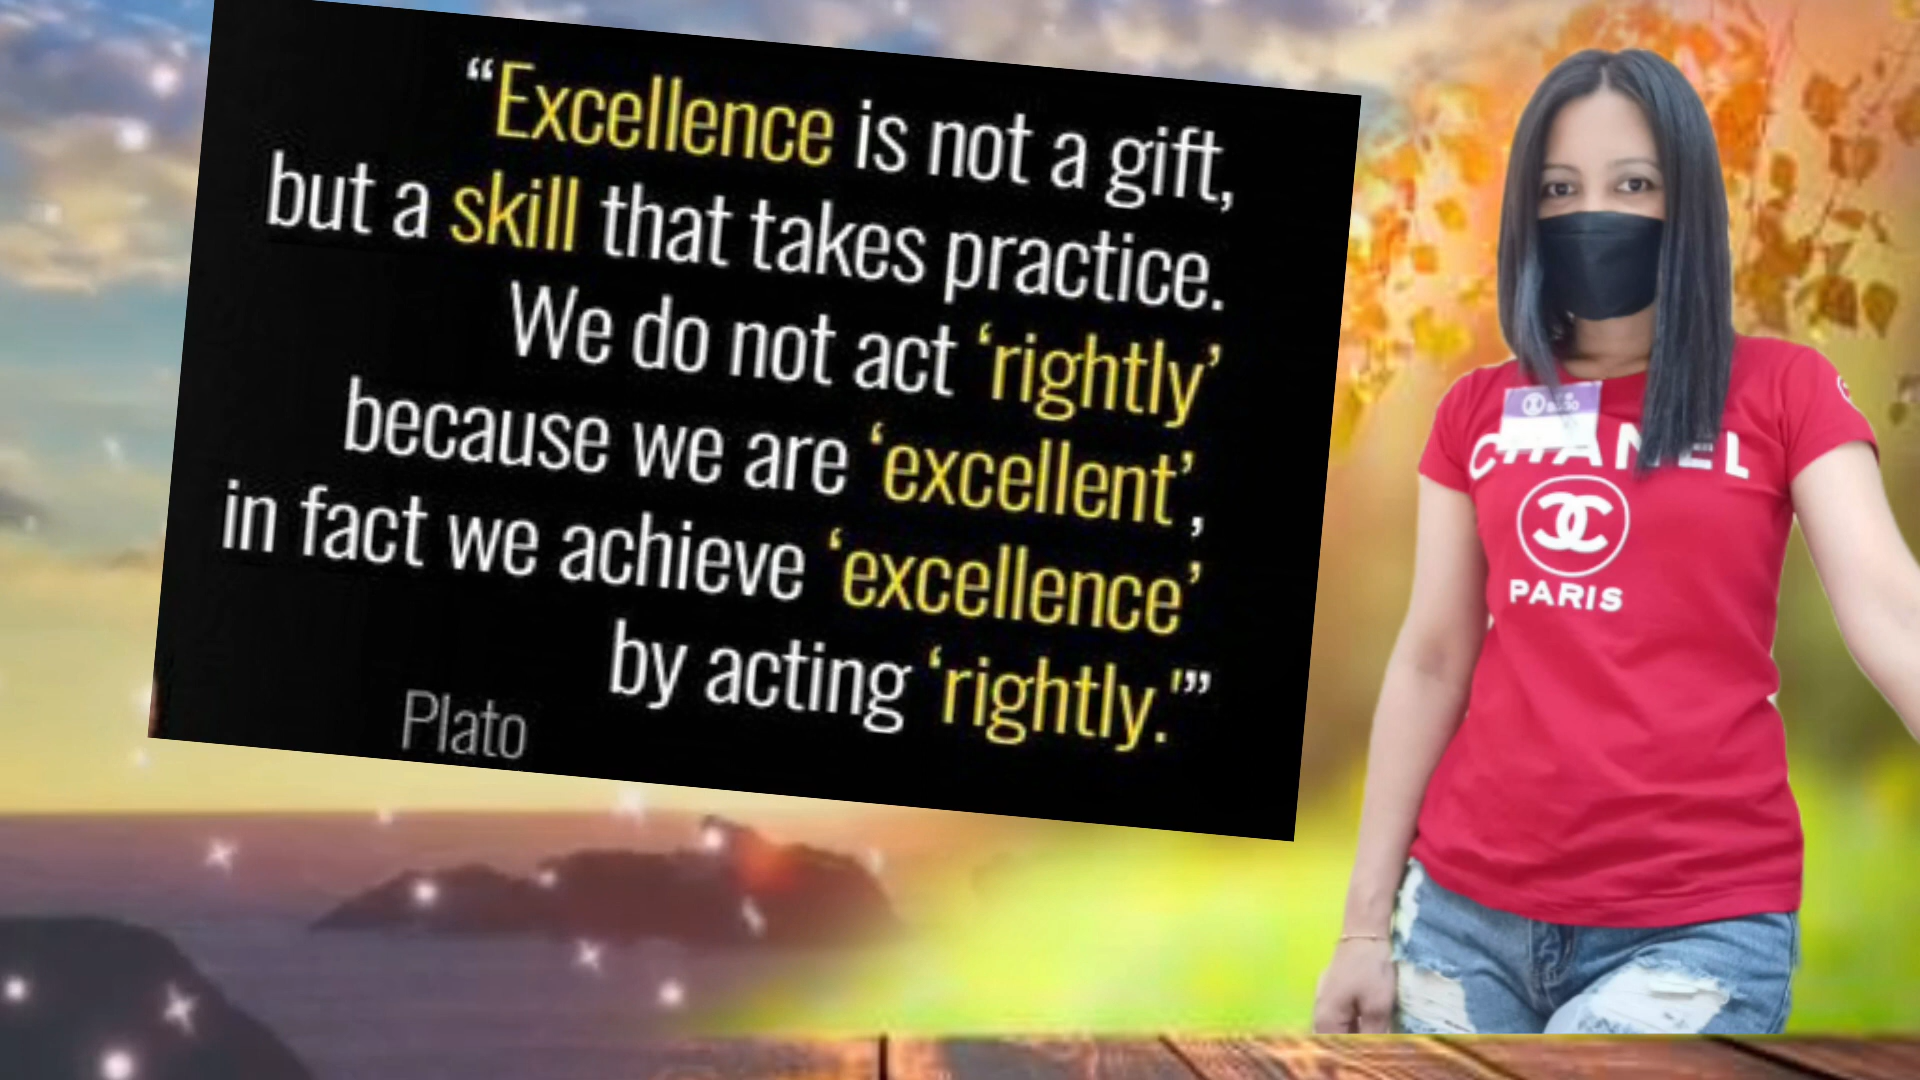 “Excellence is not a gift,
but a skill that takes practice.
We do not act ‘rightly’
because we are ‘excellent’,
in fact we achieve ‘excellence’
by acting ‘rightly.'”
Plato
CHANEL
PARIS